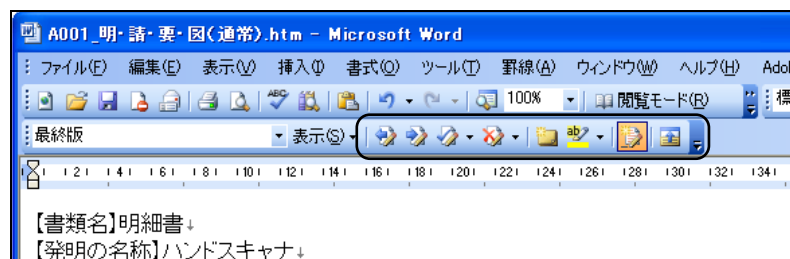 A001_明・請・要・図(通常).htm - Microsoft Word
ファイル(F) 編集(E) 表示(V) 挿入(I) 書式(O) ツール(T) 罫線(A) ウィンドウ(W) ヘルプ(H) Adol
ABC 100% 閲覧モード(R) 標
最終版 表示(S) ab
2 4 6 8 10 12 14 16 18 20 22 24 26 28 30 32 34
【書類名】明細書↓
【発明の名称】ハンドスキャナ↓